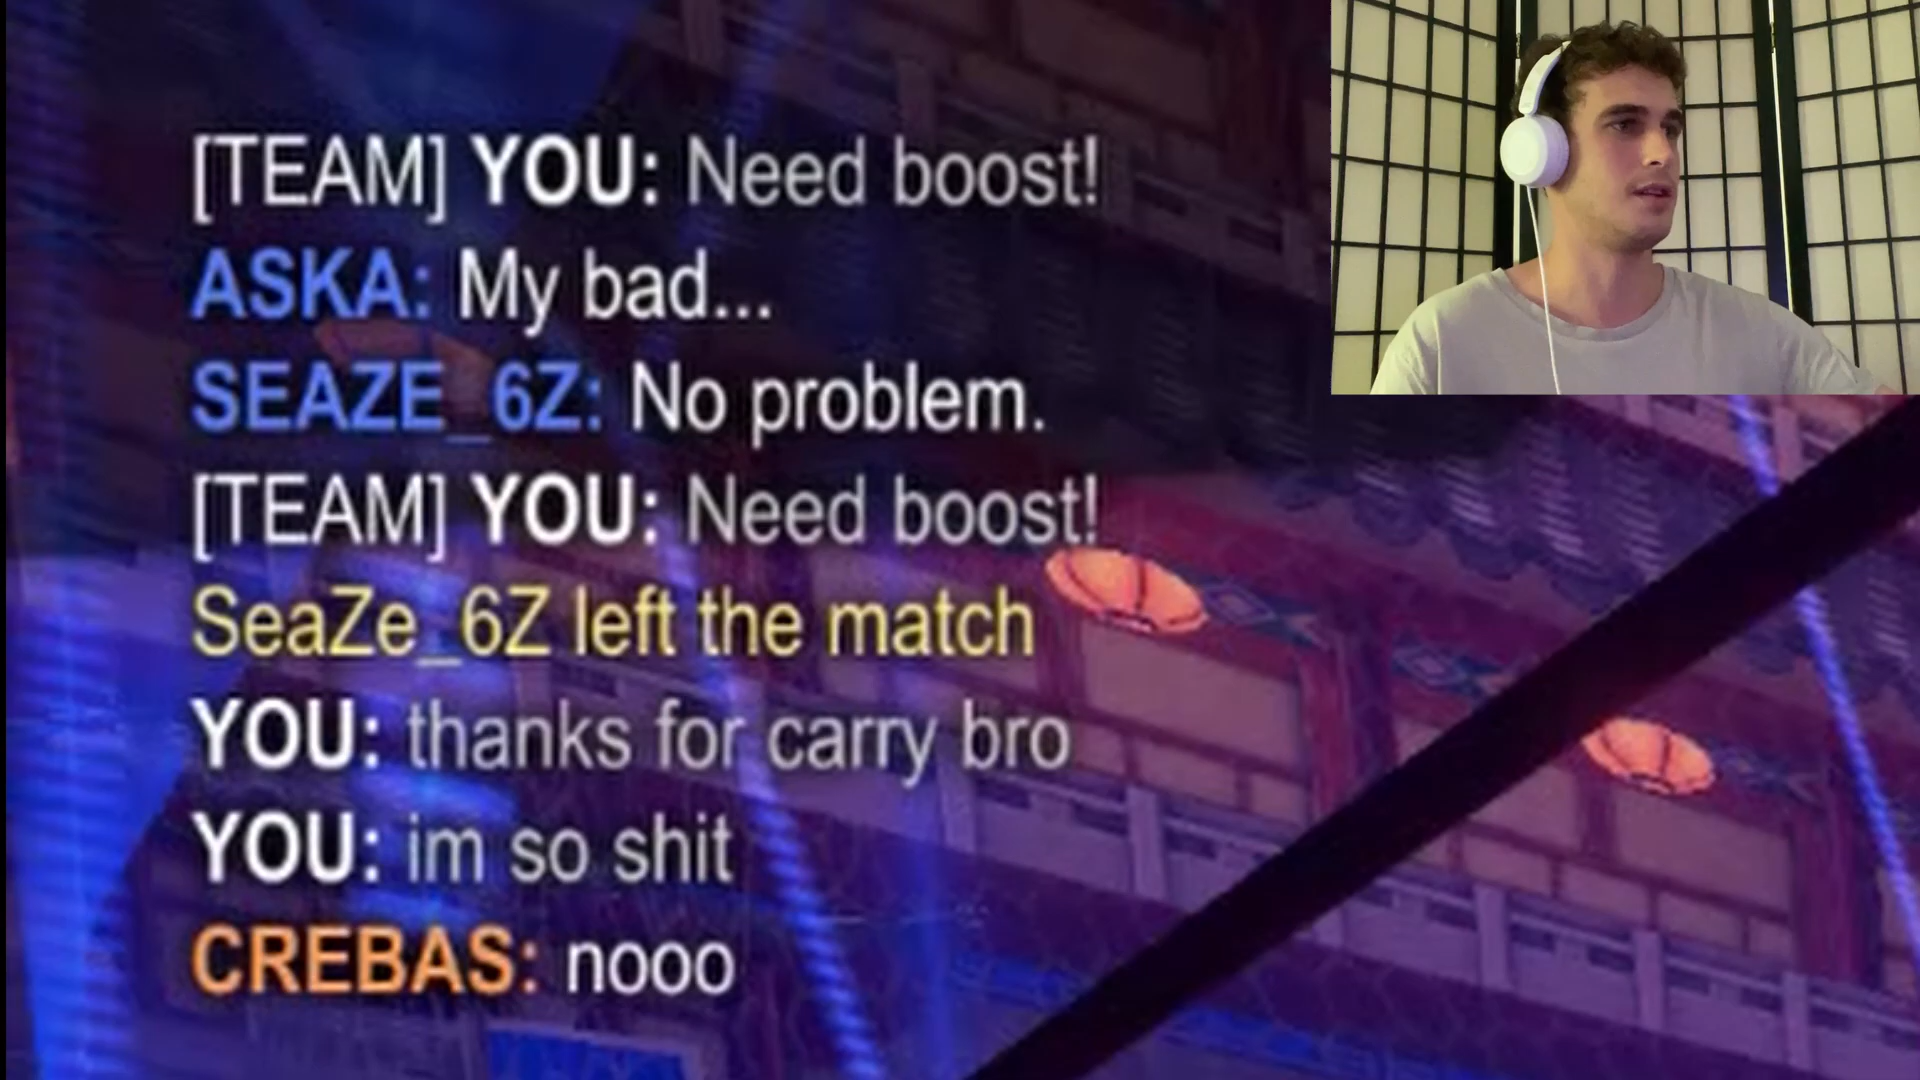 [TEAM] YOU: Need boost!
ASKA: My bad...
SEAZE_6Z: No problem.
[TEAM] YOU: Need boost!
SeaZe_6Z left the match
YOU: thanks for carry bro
YOU: im so shit
CREBAS: nooo